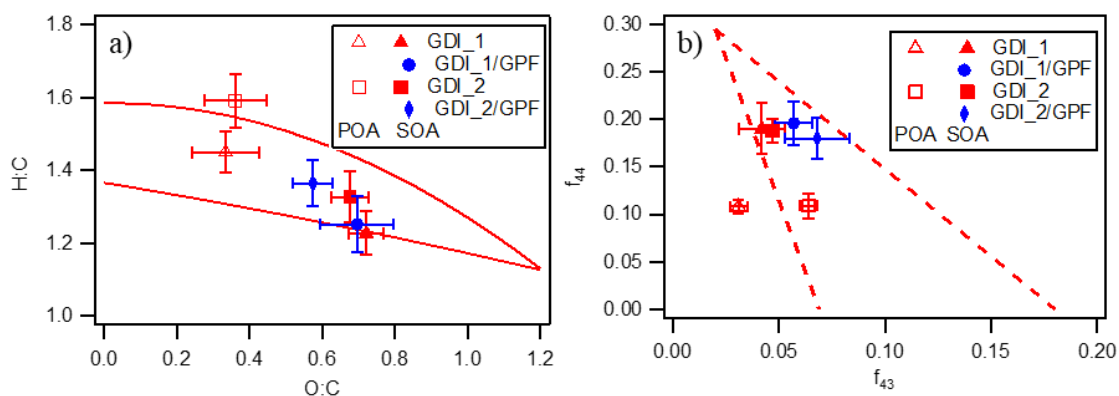 a)
1.8
1.6
1.4
1.2
1.0
H:C
0.0 0.2 0.4 0.6 0.8 1.0 1.2
O:C
GDI_1
GDI_1/GPF
GDI_2
GDI_2/GPF
POA SOA
b)
0.30
0.25
0.20
0.15
0.10
0.05
0.00
f44
0.00 0.05 0.10 0.15 0.20
f43
GDI_1
GDI_1/GPF
GDI_2
GDI_2/GPF
POA SOA